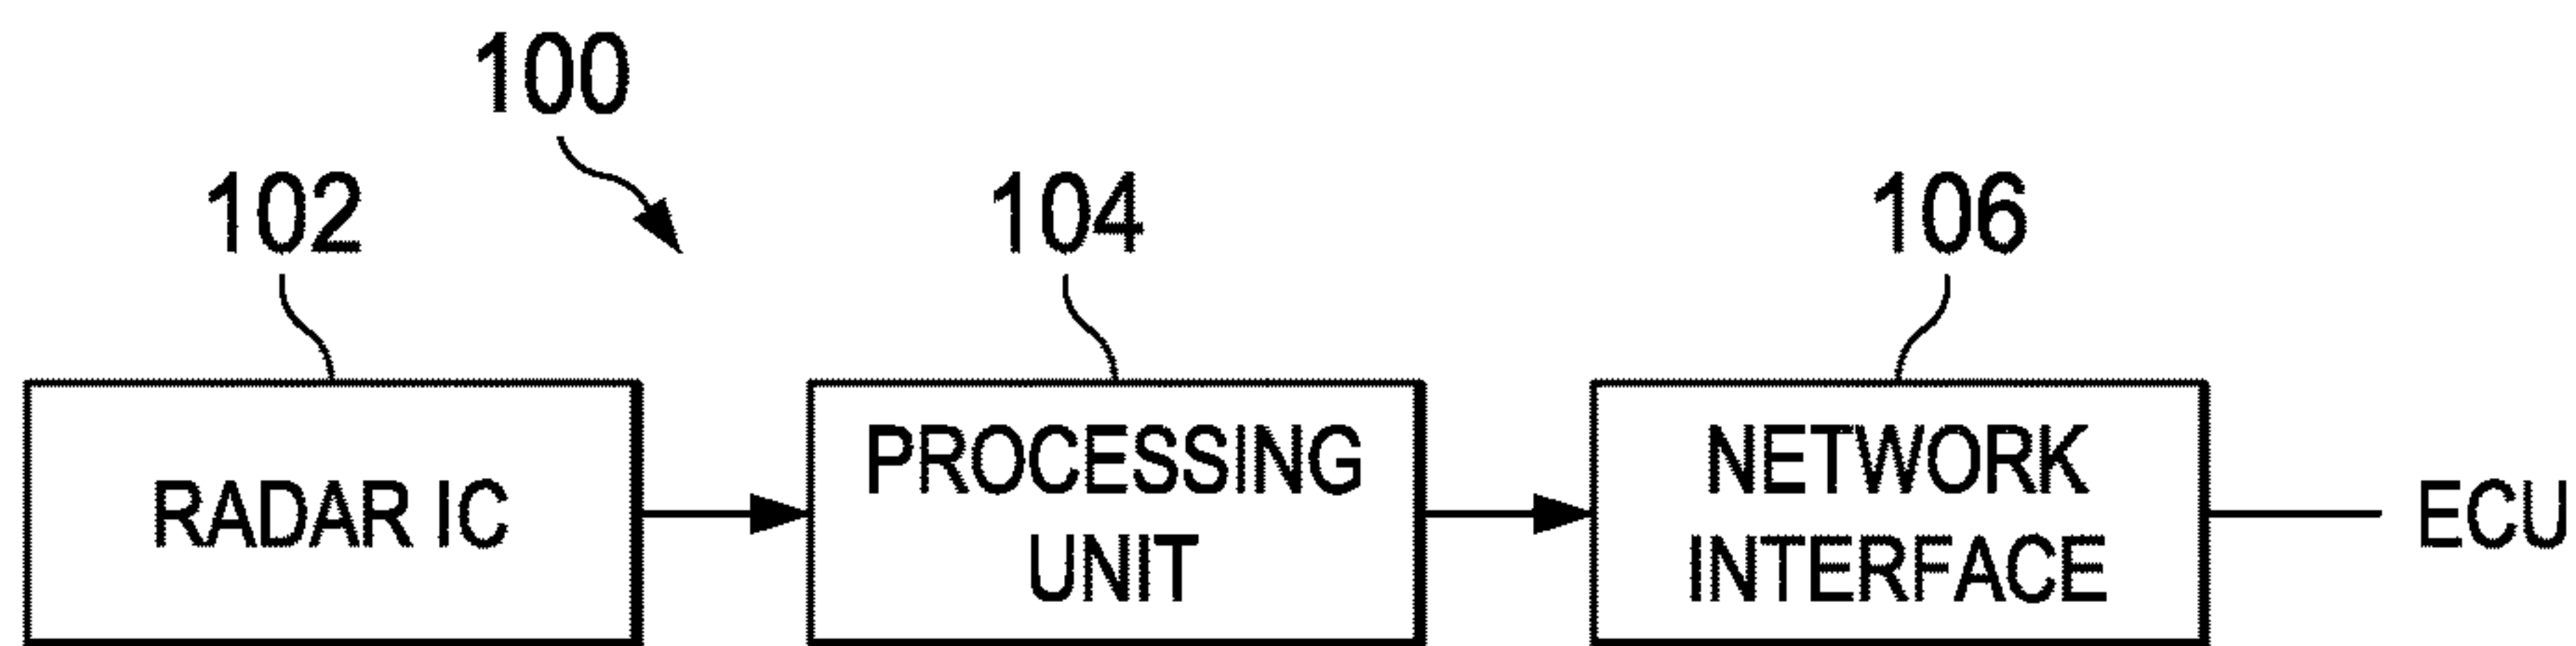 100
102
104
106
RADAR IC
PROCESSING
UNIT
NETWORK
INTERFACE
ECU